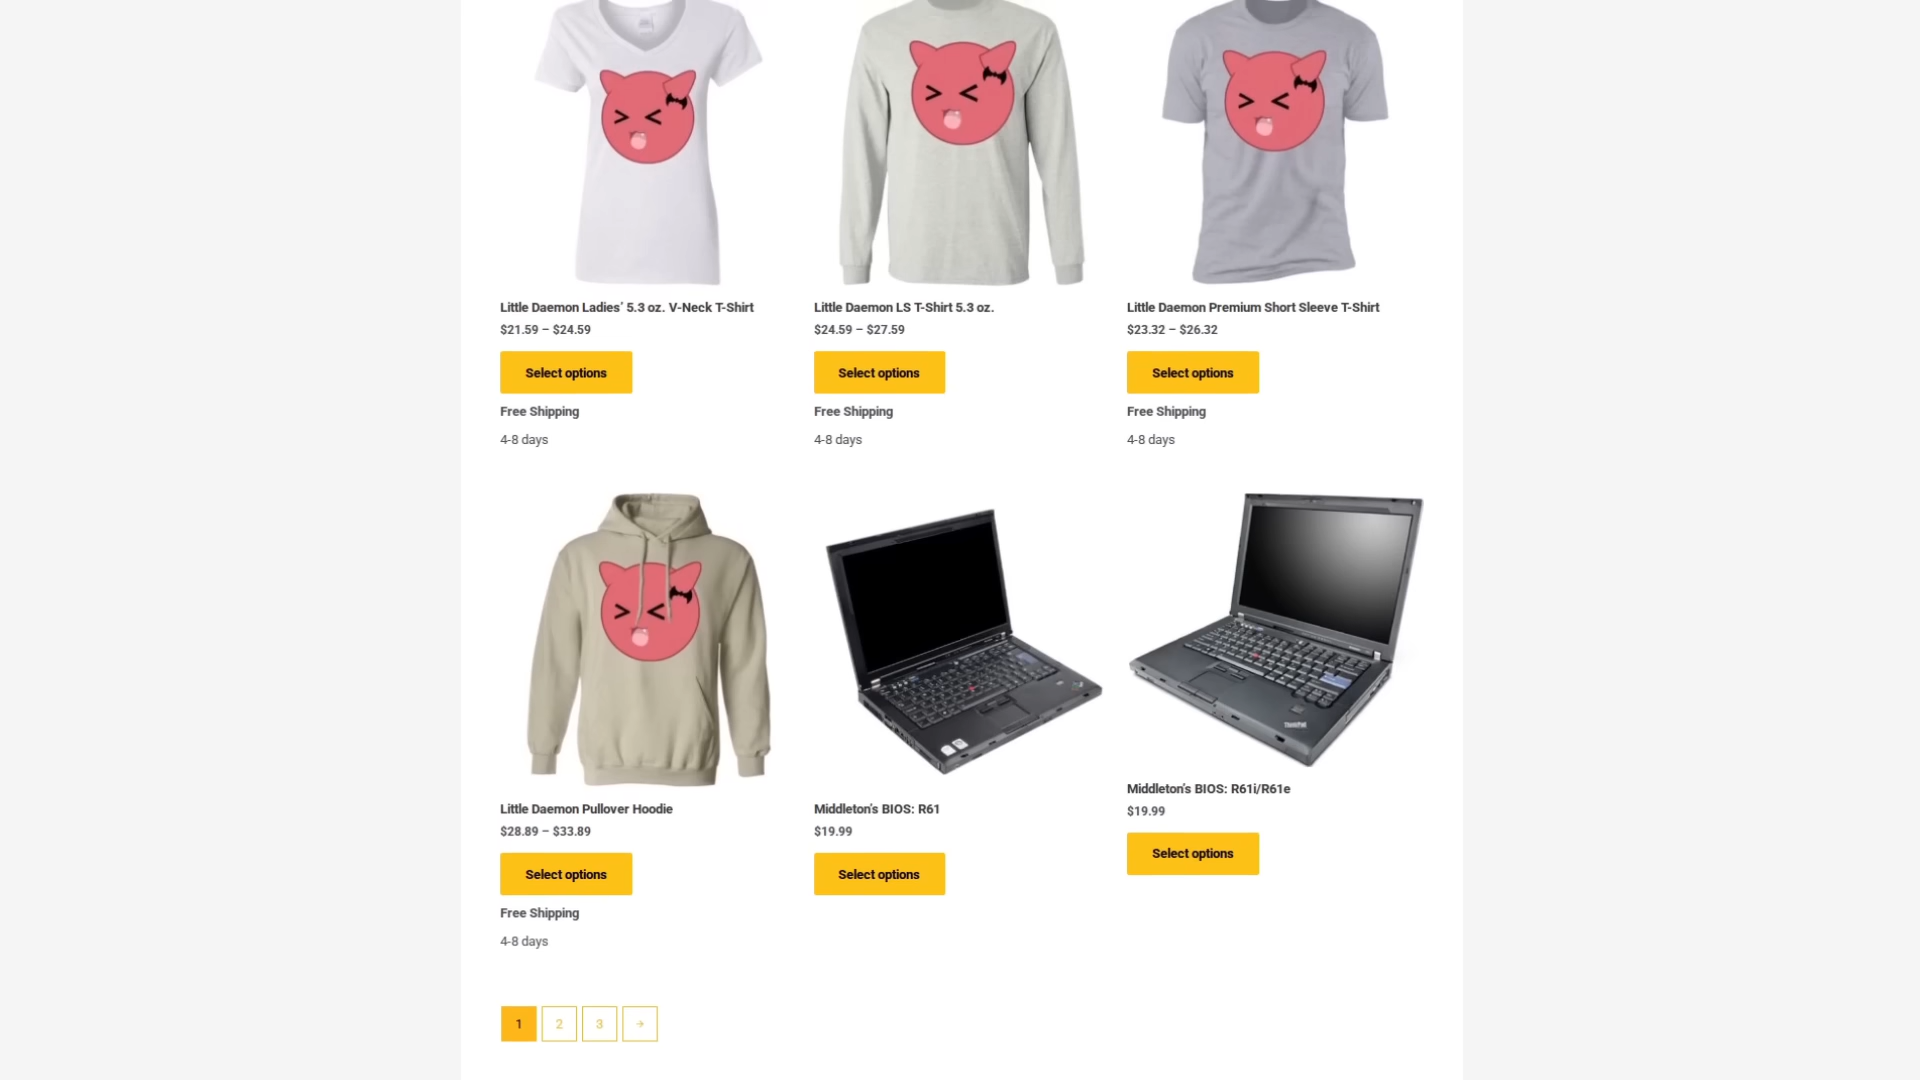 Little Daemon Ladies’ 5.3 oz. V-Neck T-Shirt
$21.59 – $24.59
Select options
Free Shipping
4-8 days
Little Daemon LS T-Shirt 5.3 oz.
$24.59 – $27.59
Select options
Free Shipping
4-8 days
Little Daemon Premium Short Sleeve T-Shirt
$23.32 – $26.32
Select options
Free Shipping
4-8 days
Little Daemon Pullover Hoodie
$28.89 – $33.89
Select options
Free Shipping
4-8 days
Middleton’s BIOS: R61
$19.99
Select options
ThinkPad
Middleton’s BIOS: R61i/R61e
$19.99
Select options
1 2 3 →